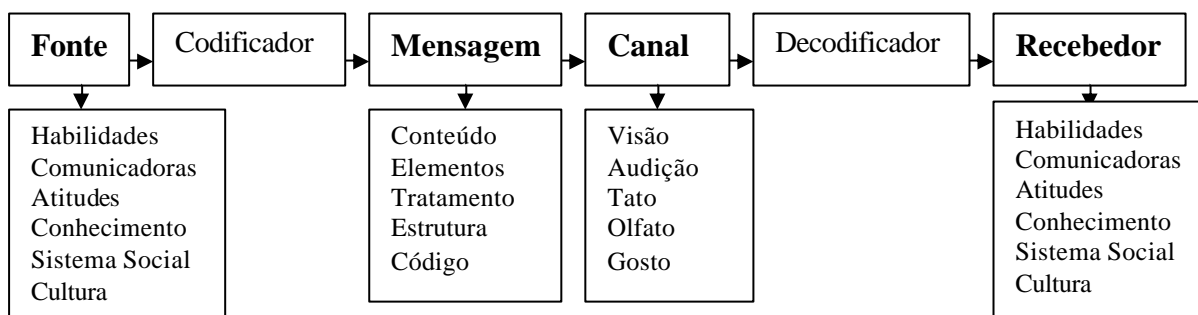 Fonte
Codificador
Mensagem
Canal
Decodificador
Recebedor
Habilidades
Comunicadoras
Atitudes
Conhecimento
Sistema Social
Cultura
Conteúdo
Elementos
Tratamento
Estrutura
Código
Visão
Audição
Tato
Olfato
Gosto
Habilidades
Comunicadoras
Atitudes
Conhecimento
Sistema Social
Cultura